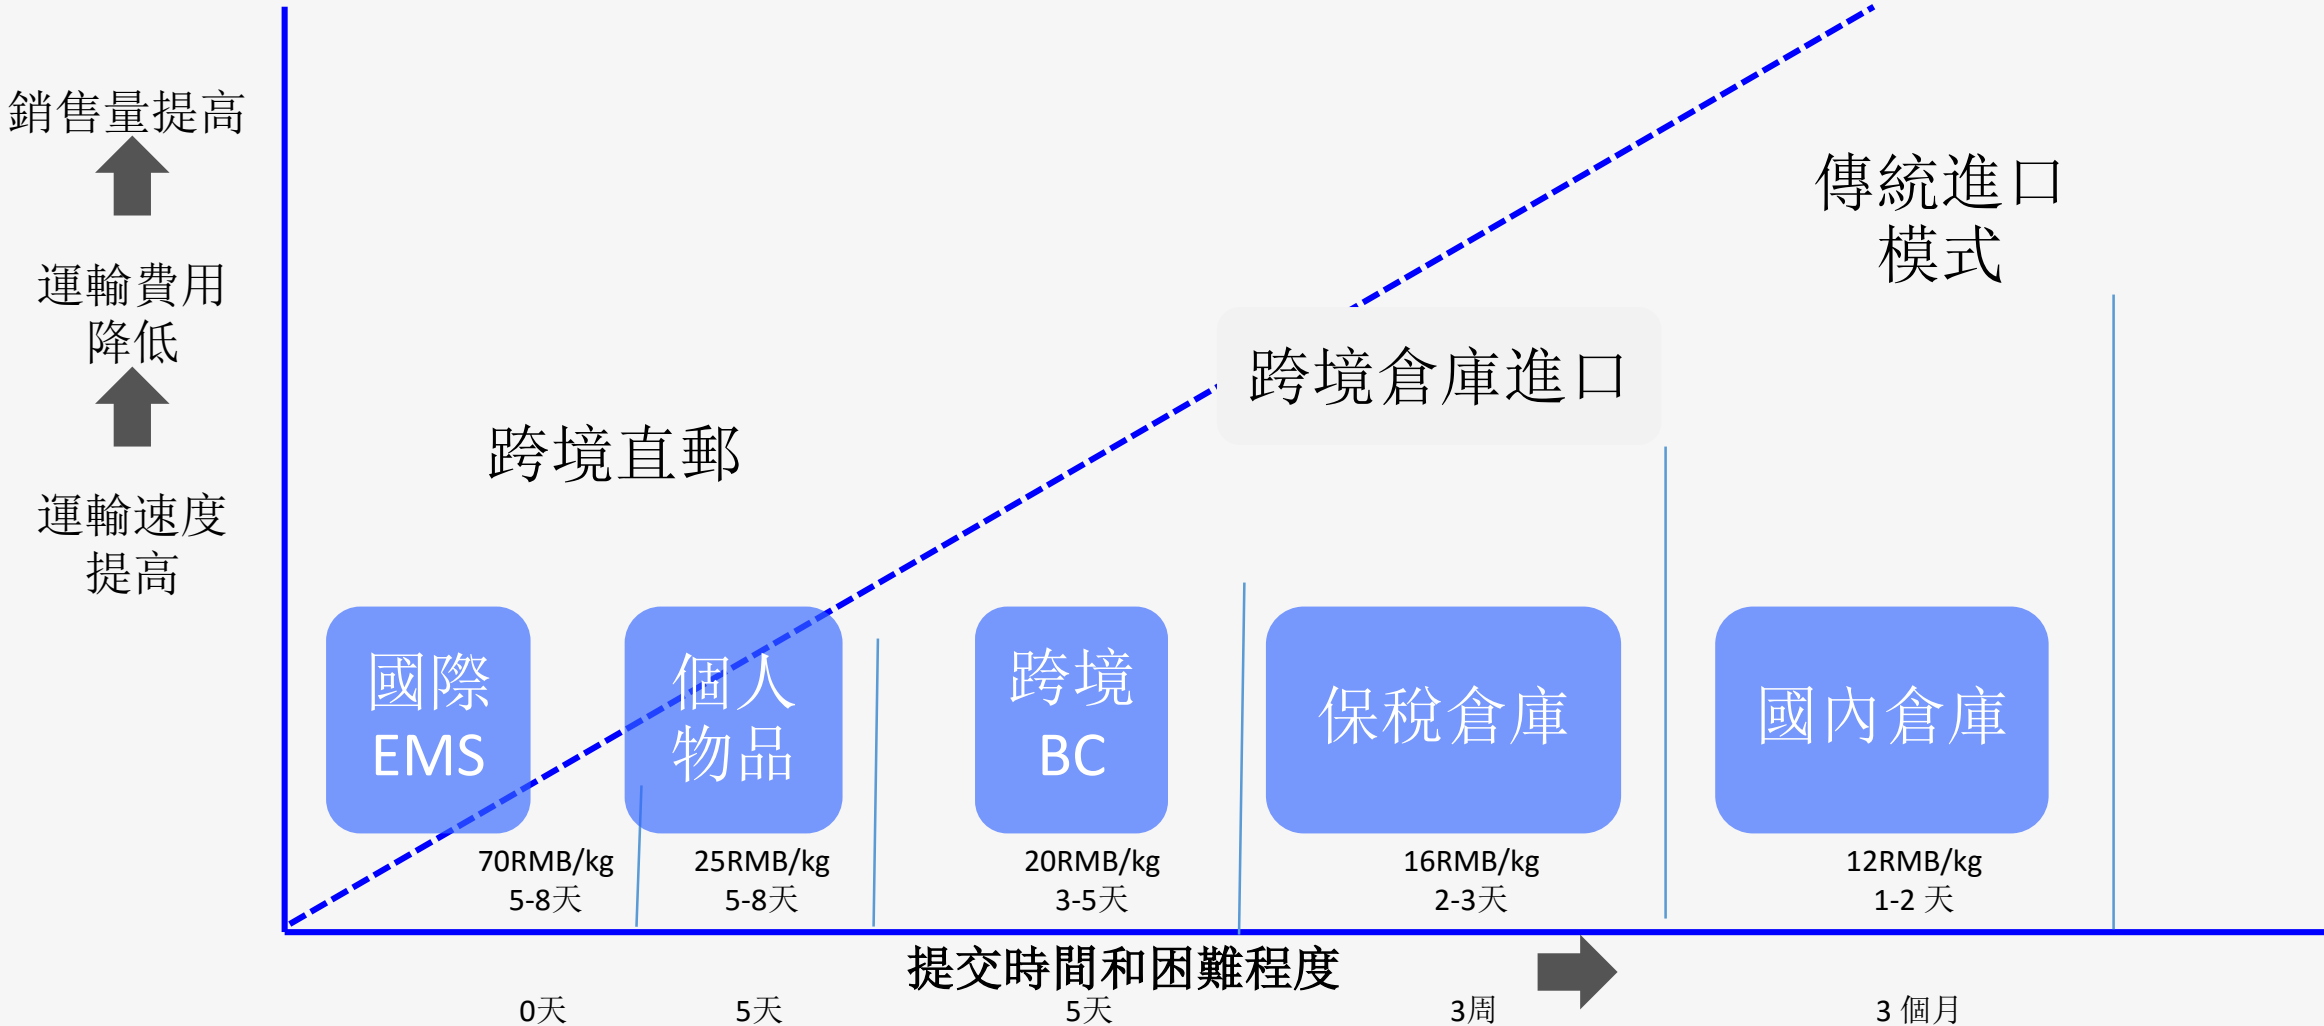 銷售量提高
運輸費用
降低
運輸速度
提高
跨境直郵
跨境倉庫進口
傳統進口
模式
國際
EMS
個人
物品
跨境
BC
保税倉庫
國內倉庫
70RMB/kg
5-8天
25RMB/kg
5-8天
20RMB/kg
3-5天
16RMB/kg
2-3天
12RMB/kg
1-2 天
提交時間和困難程度
0天
5天
5天
3周
3 個月